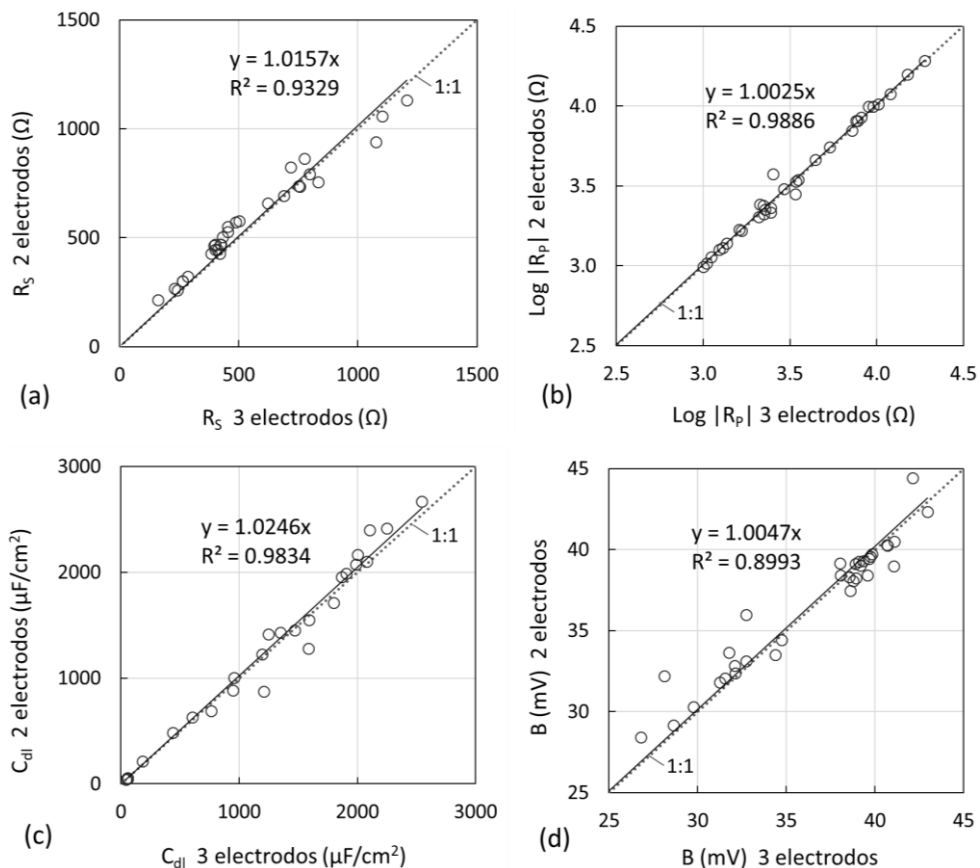 1500
1000
500
0
0
500
1000
1500
R_S 2 electrodos (Ω)
R_S 3 electrodos (Ω)
y = 1.0157x
R² = 0.9329
1:1
(a)
4.5
4.0
3.5
3.0
2.5
2.5
3.0
3.5
4.0
4.5
Log |R_P| 2 electrodos (Ω)
Log |R_P| 3 electrodos (Ω)
y = 1.0025x
R² = 0.9886
1:1
(b)
3000
2000
1000
0
0
1000
2000
3000
C_dl 2 electrodos (µF/cm²)
C_dl 3 electrodos (µF/cm²)
y = 1.0246x
R² = 0.9834
1:1
(c)
45
40
35
30
25
25
30
35
40
45
B (mV) 2 electrodos
B (mV) 3 electrodos
y = 1.0047x
R² = 0.8993
1:1
(d)